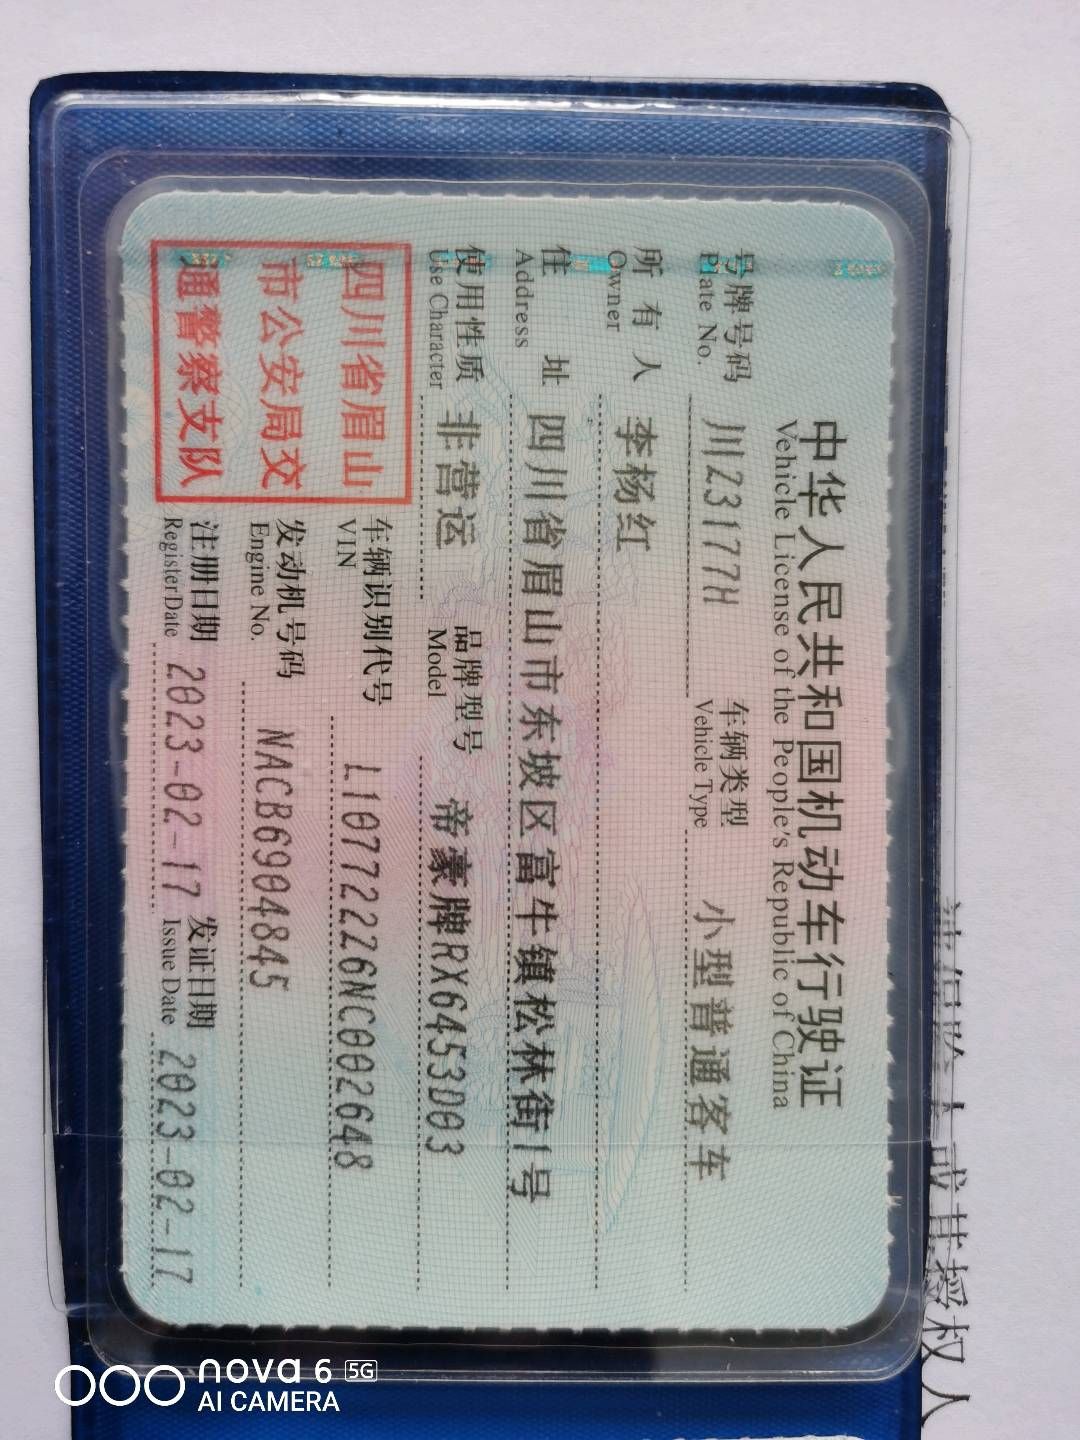 中华人民共和国机动车行驶证
Vehicle License of the People's Republic of China
号牌号码 川23177H 车辆类型 小型普通客车
Plate No. Vehicle Type
所有人 李杨红
Owner
住址 四川省眉山市东坡区富牛镇松林街1号
Address
使用性质 非营运 品牌型号 帝豪牌RX6453D03
Use Character Model
四川省眉山
市公安局交
通警察支队
车辆识别代号 L10772226NC002648
VIN
发动机号码 NACB6904845
Engine No.
注册日期 2023-02-17 发证日期 2023-02-17
Register Date Issue Date
或其授权人
nova 6 5G
AI CAMERA